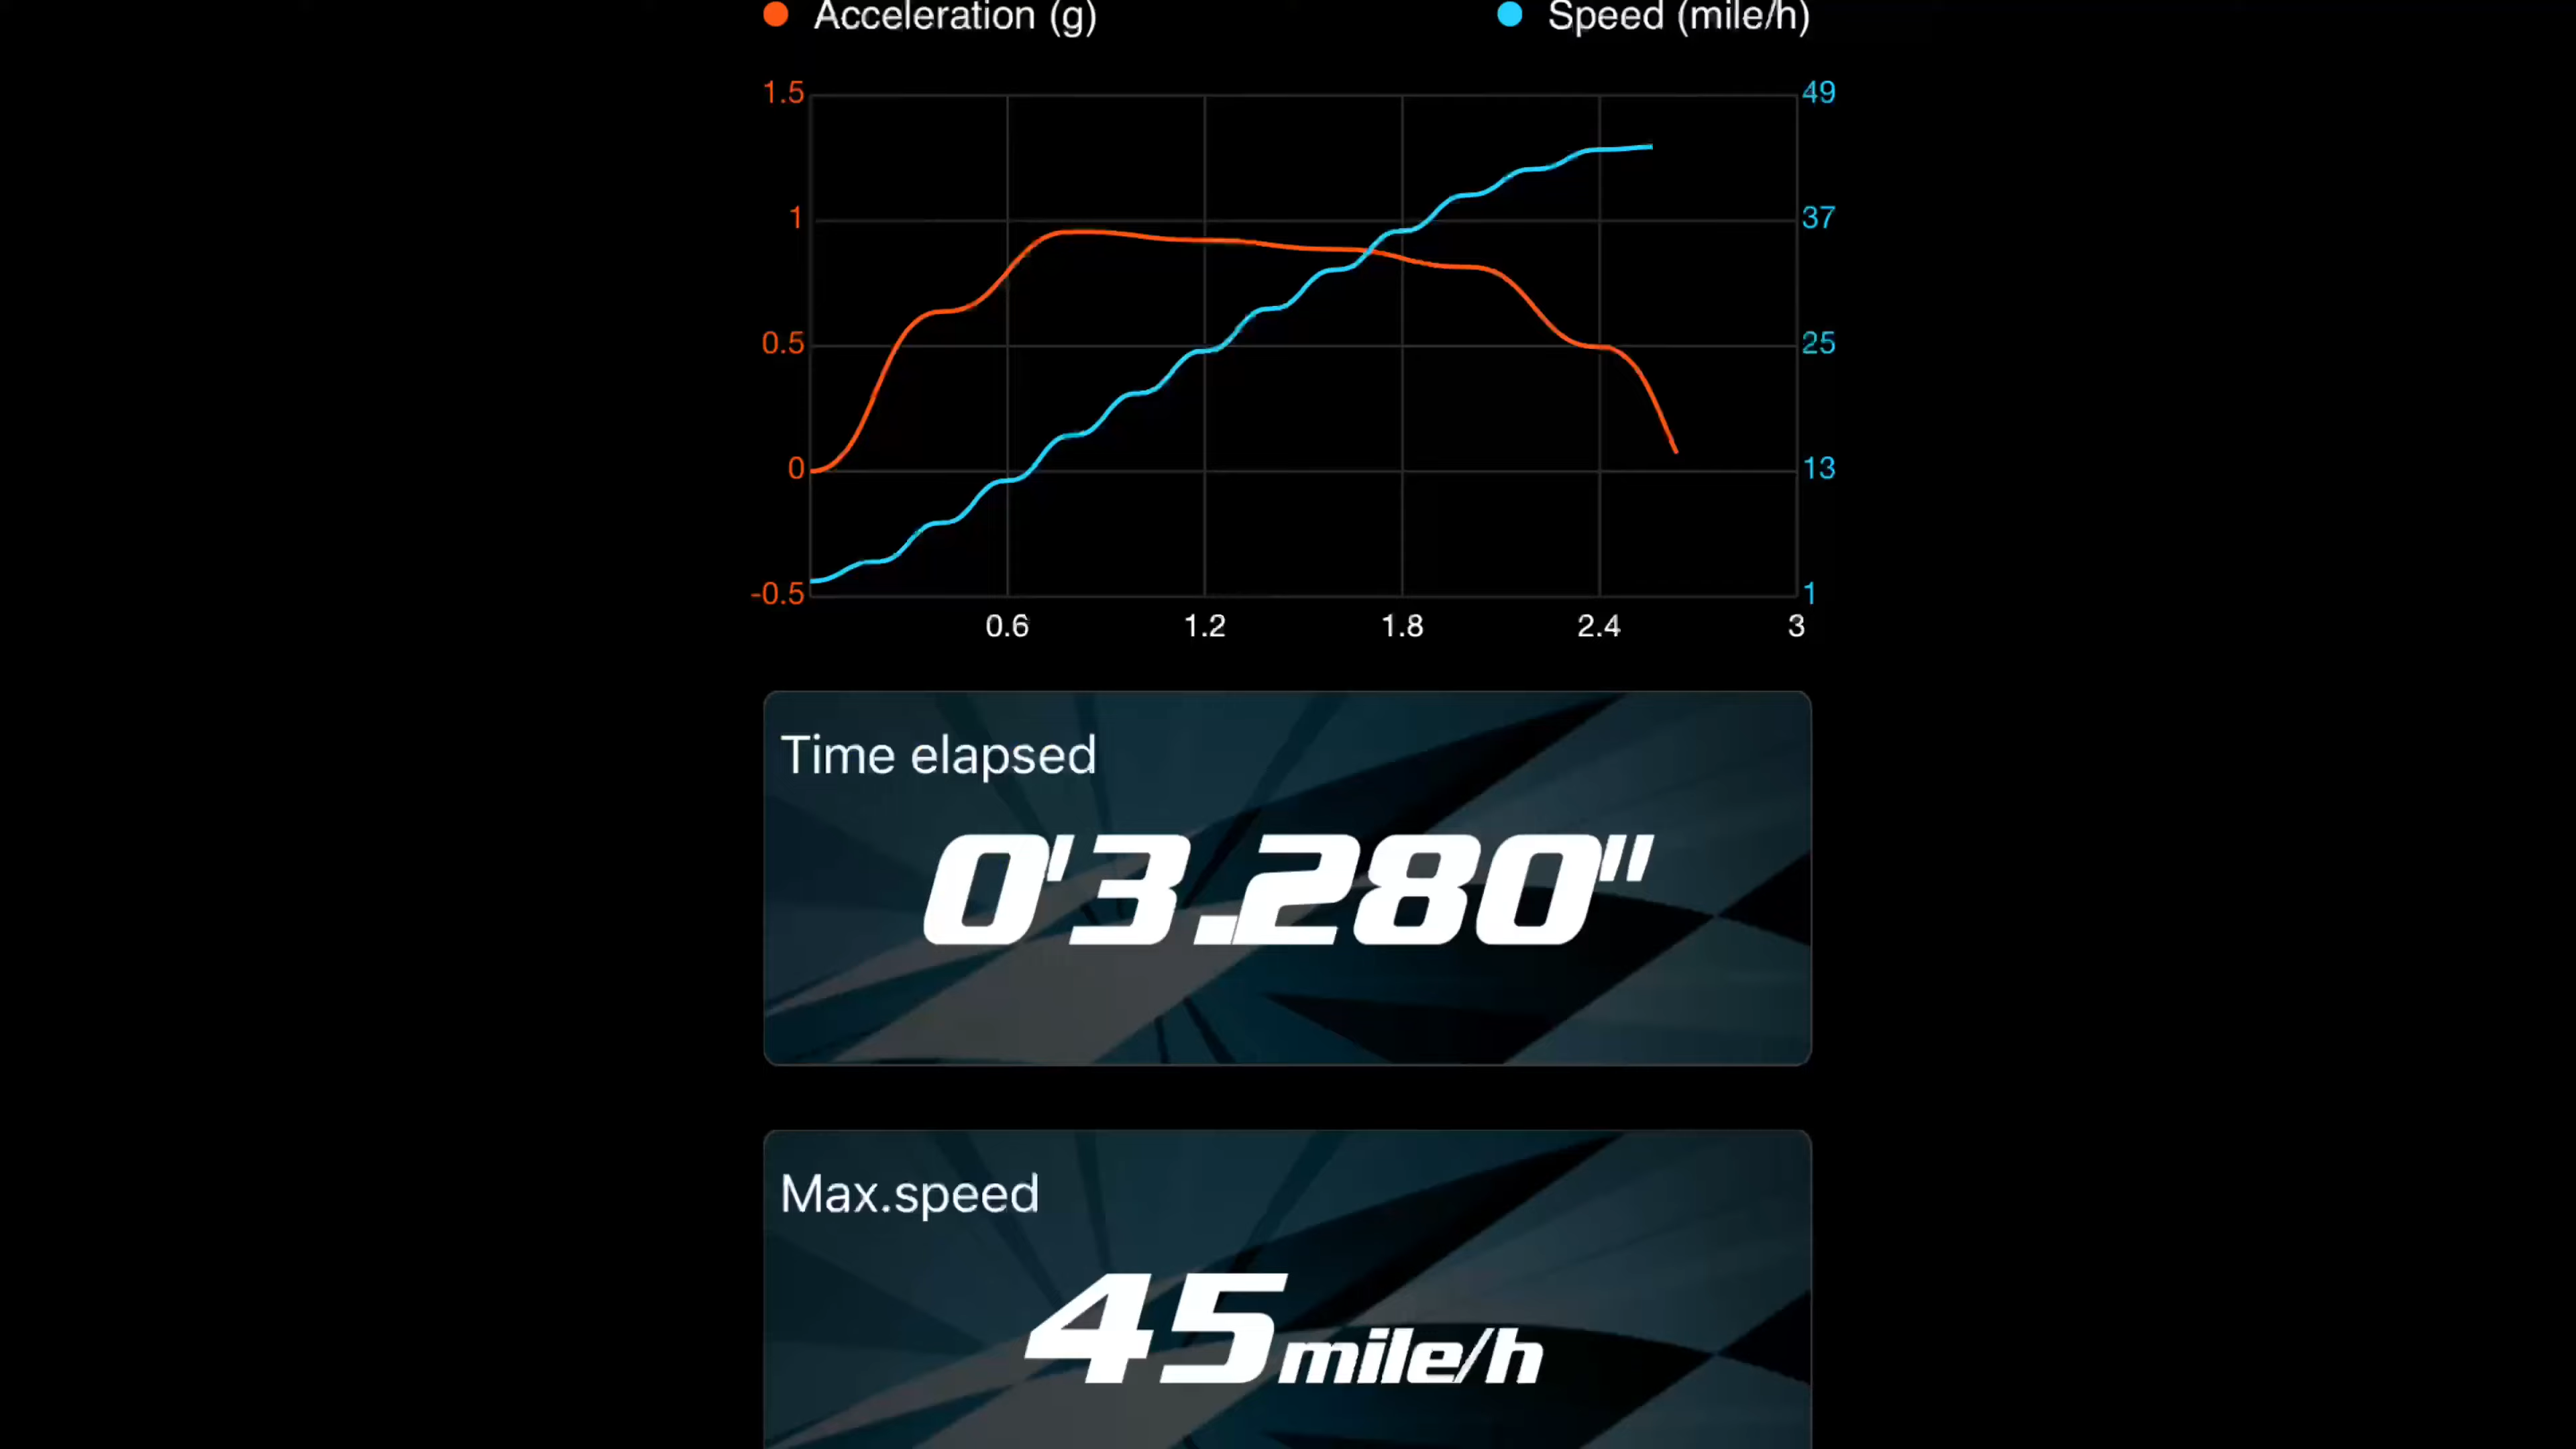 Acceleration (g) Speed (mile/h)
1.5 49
1 37
0.5 25
0 13
-0.5 1
0.6 1.2 1.8 2.4 3
Time elapsed
0'3.280"
Max.speed
45mile/h